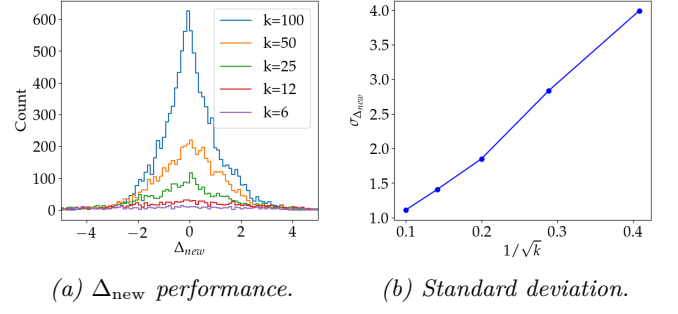 600
500
400
300
200
100
0
Count
−4
−2
0
2
4
Δnew
k=100
k=50
k=25
k=12
k=6
4.0
3.5
3.0
2.5
2.0
1.5
1.0
σΔnew
0.1
0.2
0.3
0.4
1/√k
(a) Δnew performance.
(b) Standard deviation.